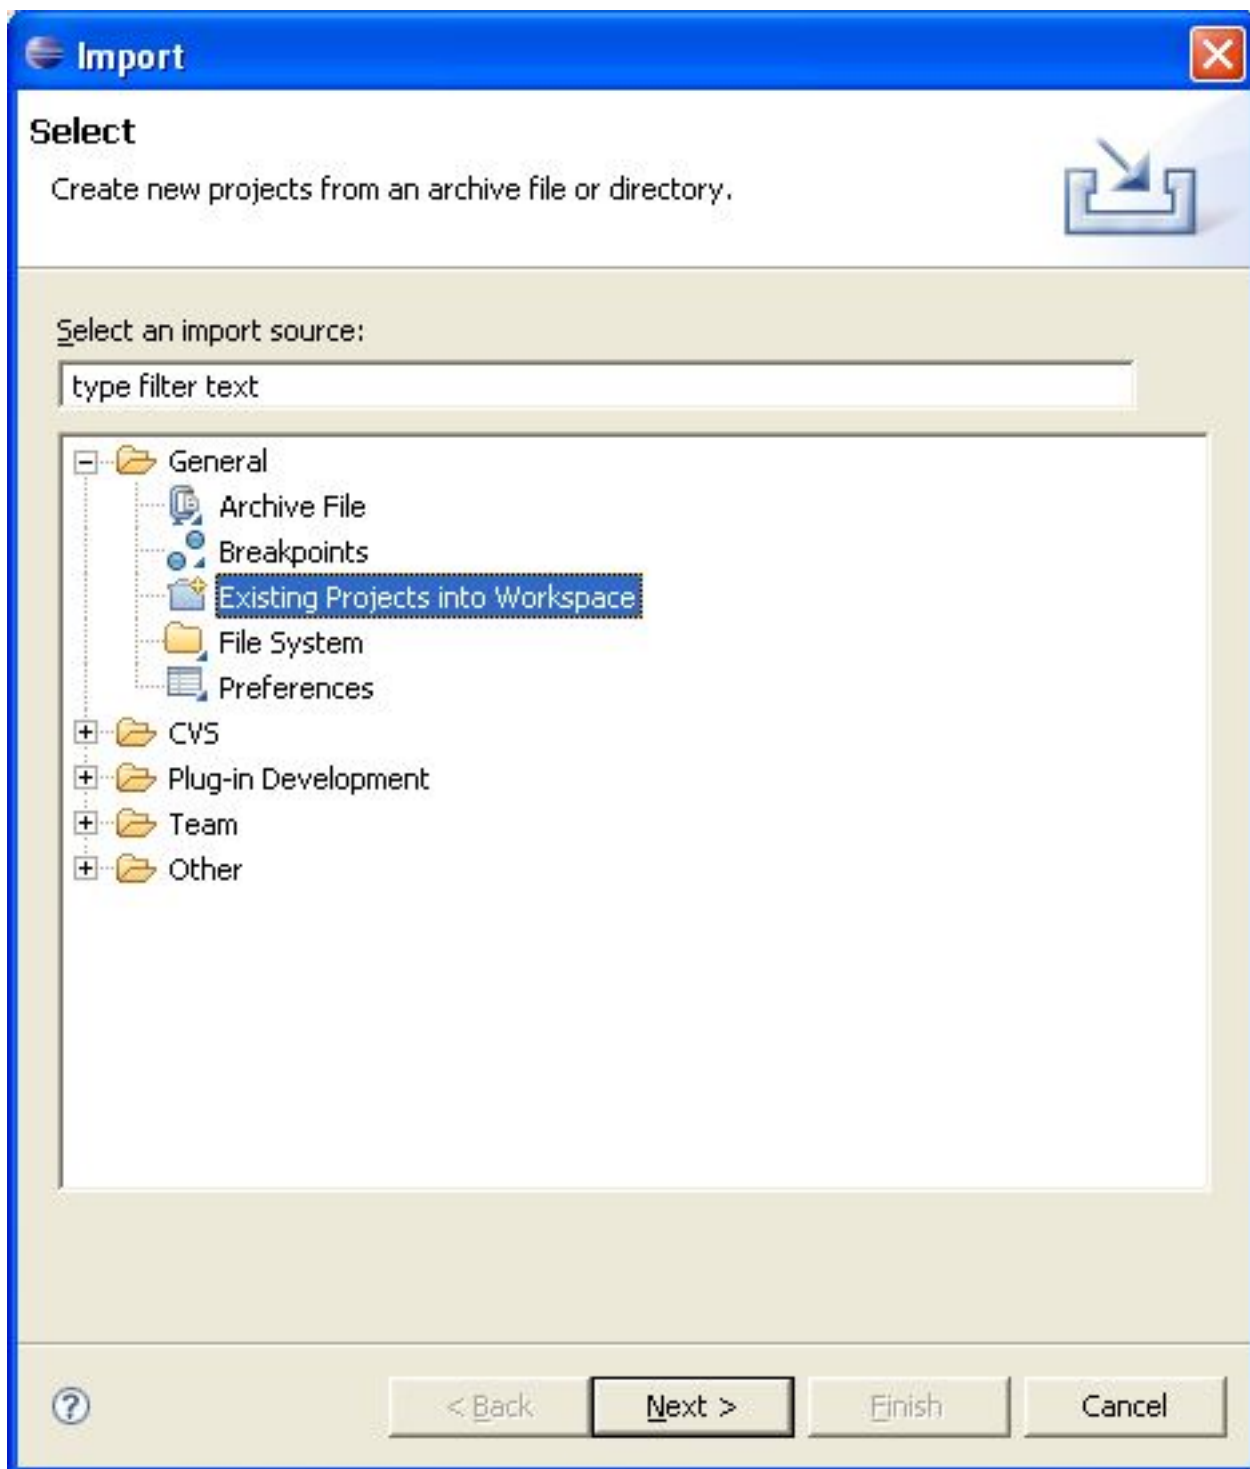 Import
Select
Create new projects from an archive file or directory.
Select an import source:
type filter text
General
Archive File
Breakpoints
Existing Projects into Workspace
File System
Preferences
CVS
Plug-in Development
Team
Other
< Back Next > Finish Cancel